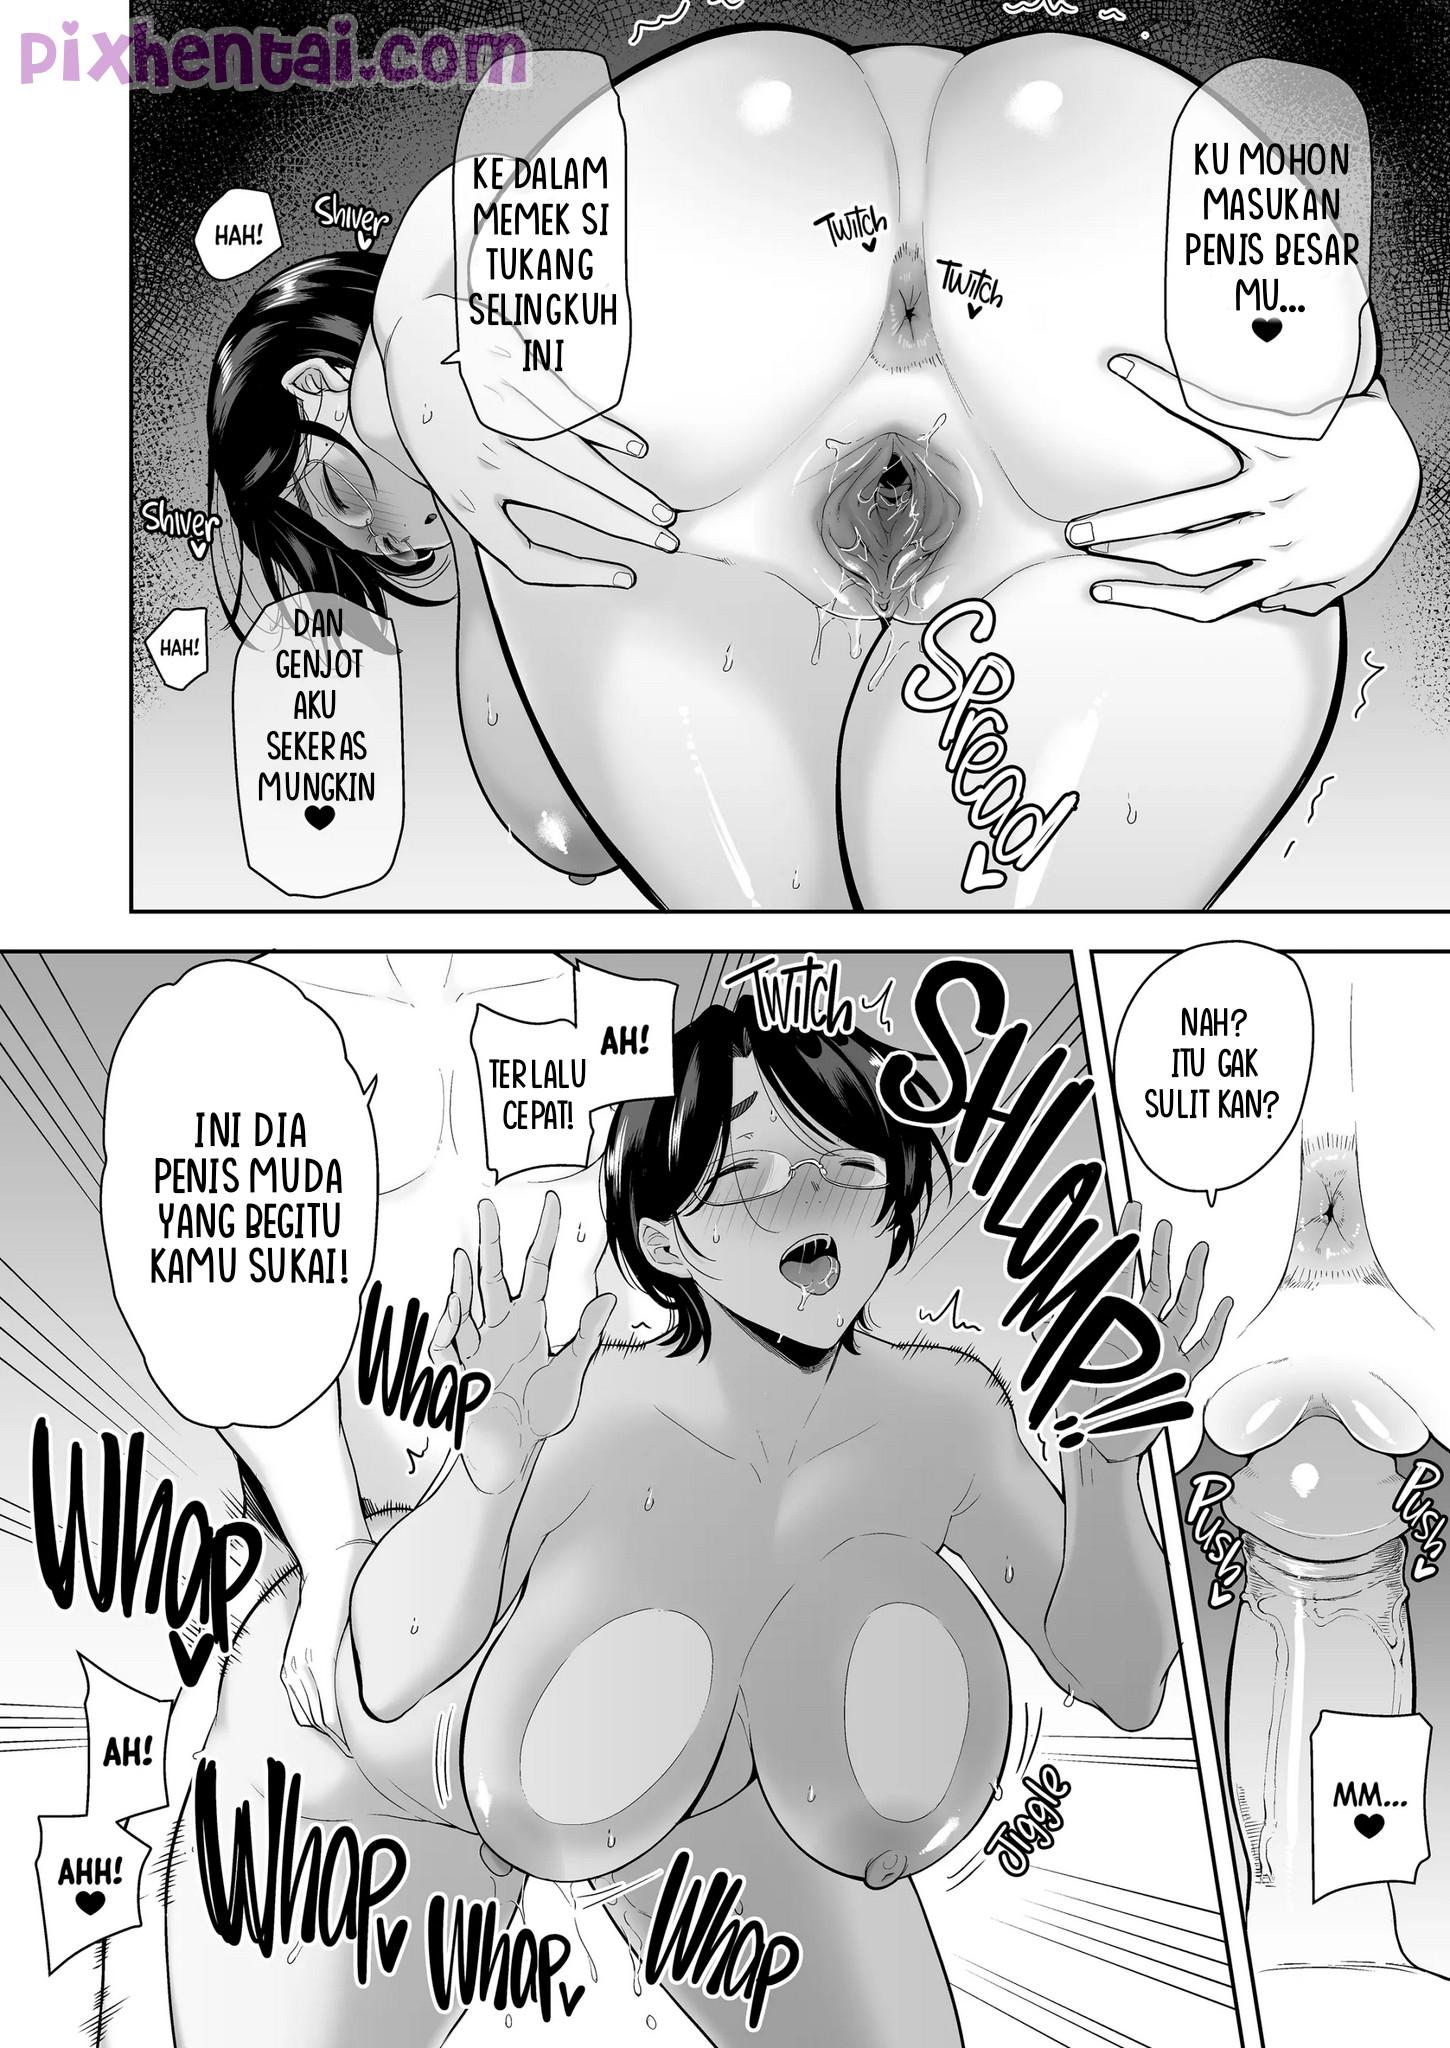 pixhentai.com
KU MOHON
MASUKAN
PENIS BESAR
MU...
KE DALAM
MEMEK SI
TUKANG
SELINGKUH
INI
Twitch
Twitch
HAH!
Shiver
Shiver
HAH!
DAN
GENJOT
AKU
SEKERAS
MUNGKIN
Spread
NAH?
ITU GAK
SULIT KAN?
Push
Push
MM...
SHLOMP!!
Twitch
AH!
TERLALU
CEPAT!
INI DIA
PENIS MUDA
YANG BEGITU
KAMU SUKAI!
Whap
Whap
AH!
AHH!
Whap
Whap
Whap
Jiggle